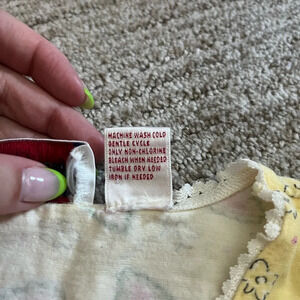 MACHINE WASH COLD
GENTLE CYCLE
ONLY NON-CHLORINE
BLEACH WHEN NEEDED
TUMBLE DRY LOW
IRON IF NEEDED